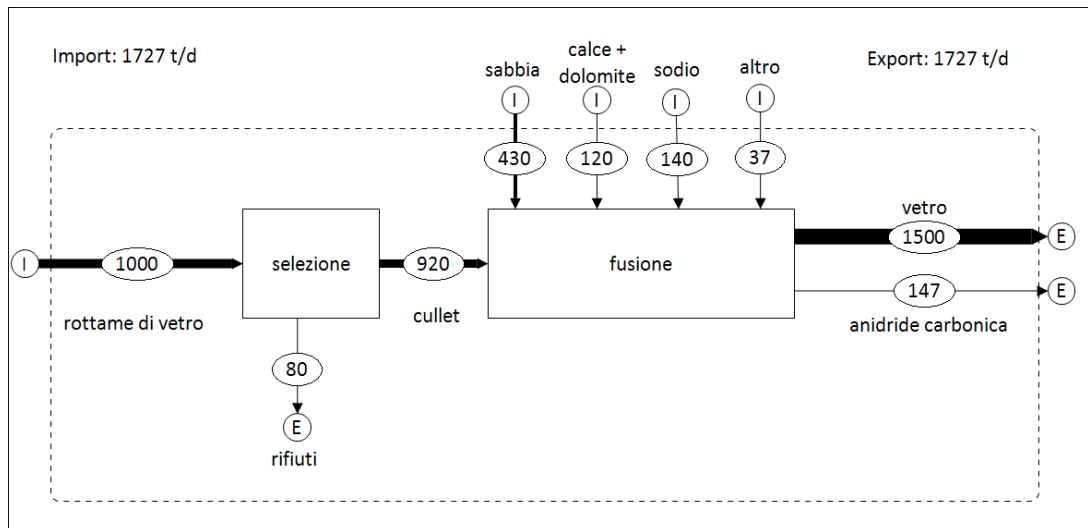 Import: 1727 t/d
Export: 1727 t/d
sabbia
calce +
dolomite
sodio
altro
I
I
I
I
430
120
140
37
I
1000
rottame di vetro
selezione
920
cullet
fusione
vetro
1500
E
147
E
anidride carbonica
80
E
rifiuti